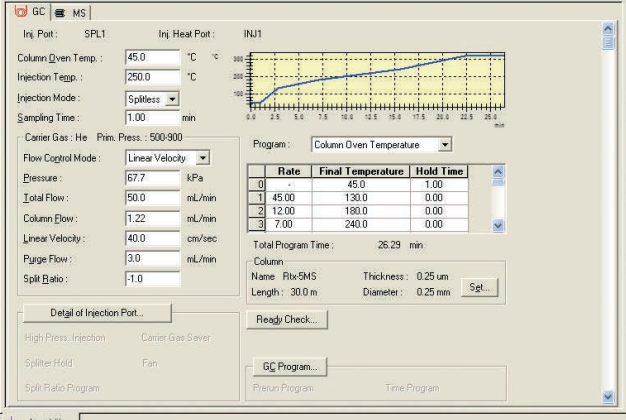 GC MS
Inj. Port : SPL1 Inj. Heat Port : INJ1
Column Oven Temp. : 45.0 °C
Injection Temp. : 250.0 °C
Injection Mode : Splitless
Sampling Time : 1.00 min
°C
300
200
100
0.0 2.5 5.0 7.5 10.0 12.5 15.0 17.5 20.0 22.5 25.0
min
Carrier Gas : He Prim. Press. : 500-900
Flow Control Mode : Linear Velocity
Pressure : 67.7 kPa
Total Flow : 50.0 mL/min
Column Flow : 1.22 mL/min
Linear Velocity : 40.0 cm/sec
Purge Flow : 3.0 mL/min
Split Ratio : -1.0
Program : Column Oven Temperature
Rate Final Temperature Hold Time
0 - 45.0 1.00
1 45.00 130.0 0.00
2 12.00 180.0 0.00
3 7.00 240.0 0.00
Total Program Time : 26.29 min
Column
Name Rtx-5MS Thickness : 0.25 um
Length : 30.0 m Diameter : 0.25 mm
Set...
Detail of Injection Port...
High Press. Injection Carrier Gas Saver
Splitter Hold Fan
Split Ratio Program
Ready Check...
GC Program...
Prerun Program Time Program